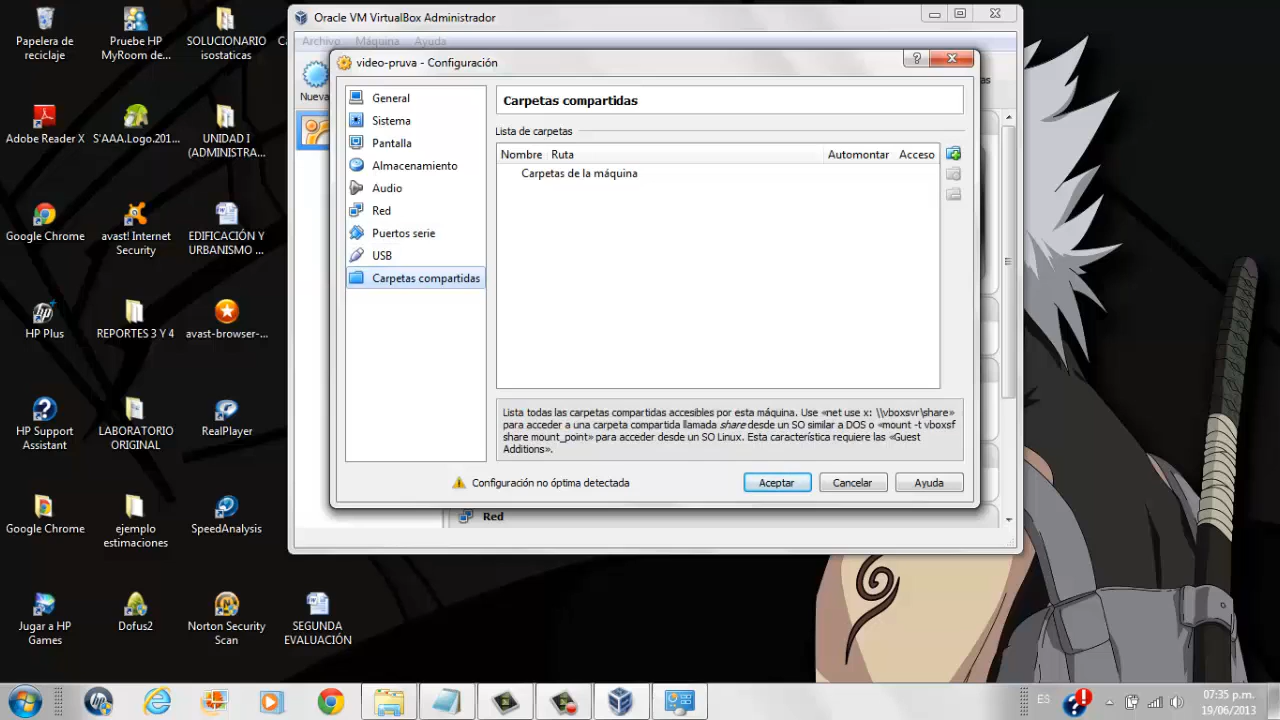 Papelera de
reciclaje
Pruebe HP
MyRoom de...
SOLUCIONARIO
isostaticas
Adobe Reader X
S'AAA.Logo.201...
UNIDAD I
(ADMINISTRA...
Google Chrome
avast! Internet
Security
EDIFICACIÓN Y
URBANISMO ...
HP Plus
REPORTES 3 Y 4
avast-browser-...
HP Support
Assistant
LABORATORIO
ORIGINAL
RealPlayer
Google Chrome
ejemplo
estimaciones
SpeedAnalysis
Jugar a HP
Games
Dofus2
Norton Security
Scan
SEGUNDA
EVALUACIÓN
Oracle VM VirtualBox Administrador
Archivo Máquina Ayuda
Nueva
video-pruva - Configuración
General
Sistema
Pantalla
Almacenamiento
Audio
Red
Puertos serie
USB
Carpetas compartidas
Carpetas compartidas
Lista de carpetas
Nombre Ruta Automontar Acceso
Carpetas de la máquina
Lista todas las carpetas compartidas accesibles por esta máquina. Use «net use x: \\vboxsvr\share»
para acceder a una carpeta compartida llamada share desde un SO similar a DOS o «mount -t vboxsf
share mount_point» para acceder desde un SO Linux. Esta característica requiere las «Guest
Additions».
Configuración no óptima detectada
Aceptar Cancelar Ayuda
Red
ES
07:35 p.m.
19/06/2013